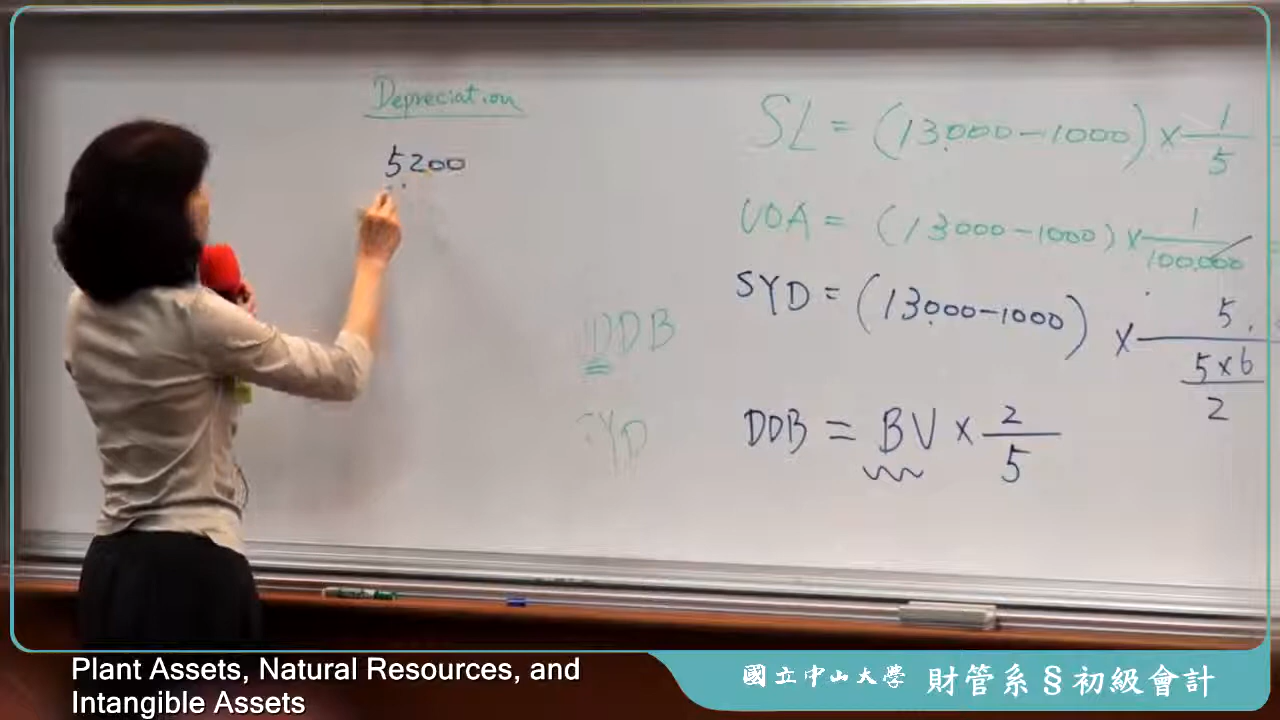 Depreciation
5200
SL = (13,000-1000) × 1/5
UOA = (13000-1000) × 1/100,000
SYD = (13,000-1000) × 5/((5×6)/2)
DDB
SYD
DDB = BV × 2/5
Plant Assets, Natural Resources, and
Intangible Assets
國立中山大學 財管系§初級會計